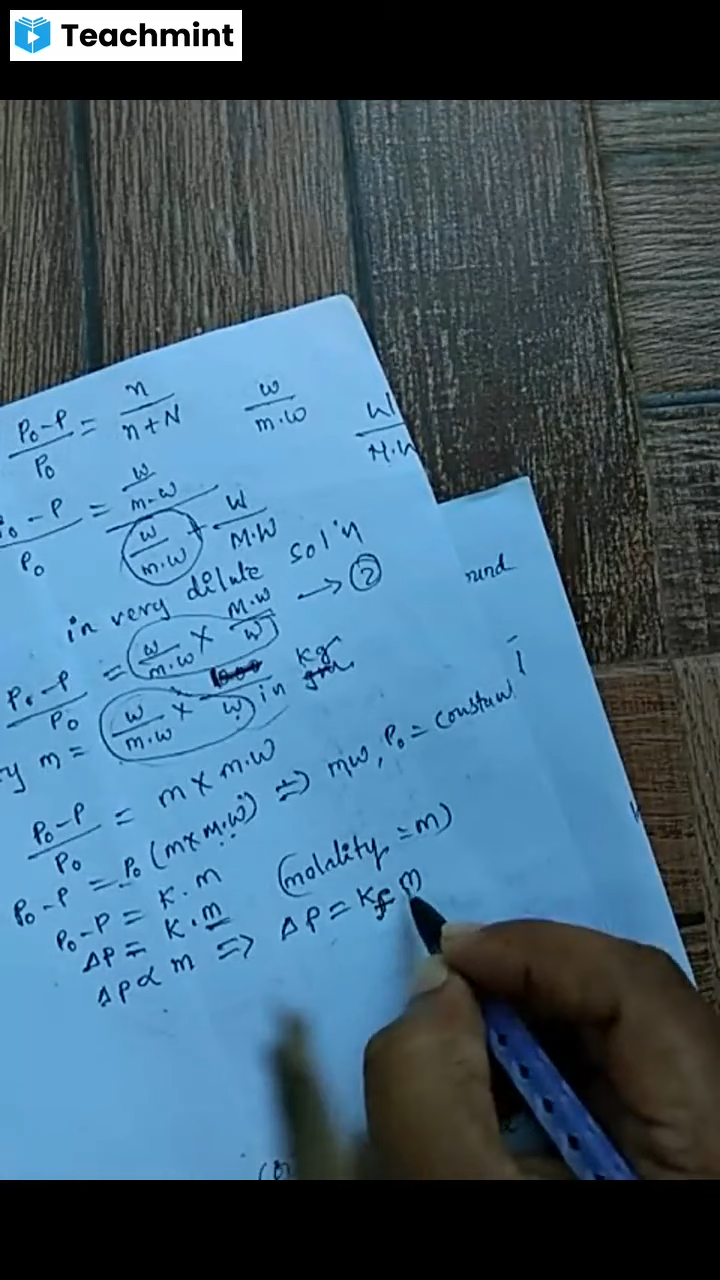 Teachmint
P₀-P/P₀ = n/n+N w/m.w W/M.W
P₀-P/P₀ = w/m.w / w/m.w + W/M.W
in very dilute sol'n
P₀-P/P₀ = w/m.w × M.W/W → ②
m = w/m.w × /W in kg
P₀-P/P₀ = m × m.w
P₀-P = P₀ (m×m.w) ⇒ mw, P₀ = constant
P₀-P = K.m (molality = m)
ΔP = K.m
ΔP ∝ m ⇒ ΔP = Kf m